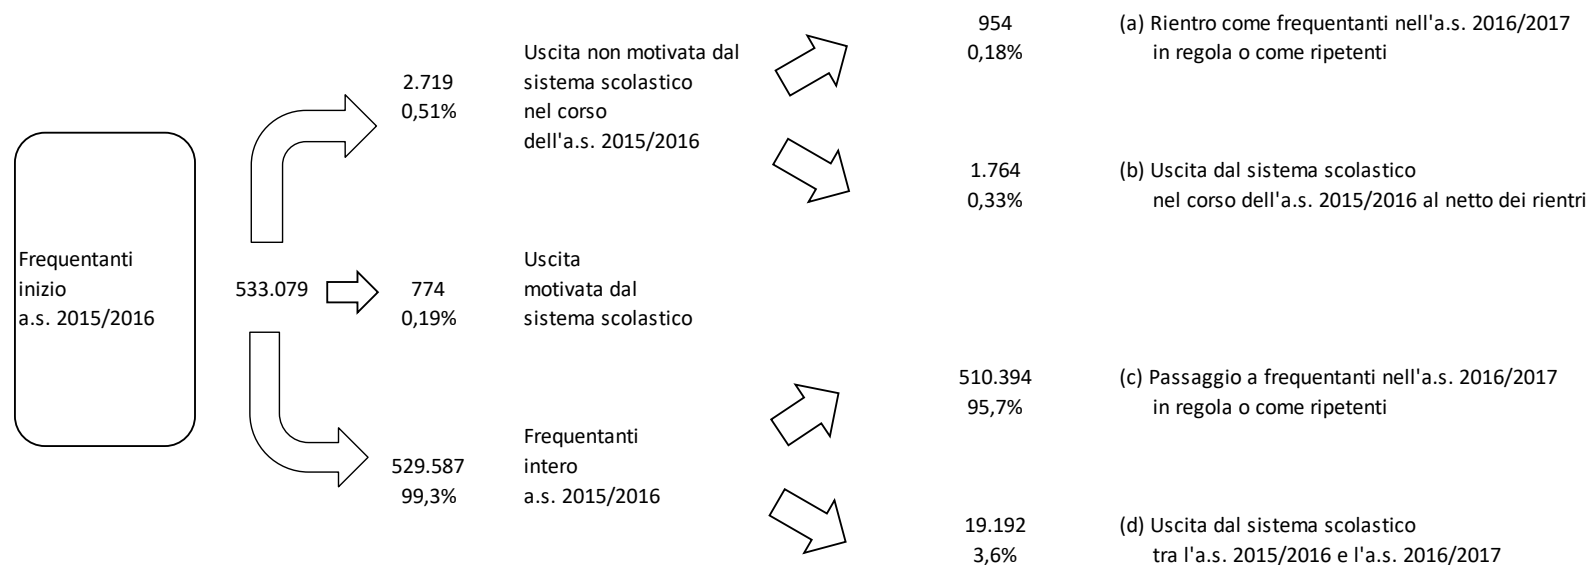 Frequentanti
inizio
a.s. 2015/2016
533.079
2.719
0,51%
Uscita non motivata dal
sistema scolastico
nel corso
dell'a.s. 2015/2016
954
0,18%
(a) Rientro come frequentanti nell'a.s. 2016/2017
in regola o come ripetenti
1.764
0,33%
(b) Uscita dal sistema scolastico
nel corso dell'a.s. 2015/2016 al netto dei rientri
774
0,19%
Uscita
motivata dal
sistema scolastico
529.587
99,3%
Frequentanti
intero
a.s. 2015/2016
510.394
95,7%
(c) Passaggio a frequentanti nell'a.s. 2016/2017
in regola o come ripetenti
19.192
3,6%
(d) Uscita dal sistema scolastico
tra l'a.s. 2015/2016 e l'a.s. 2016/2017